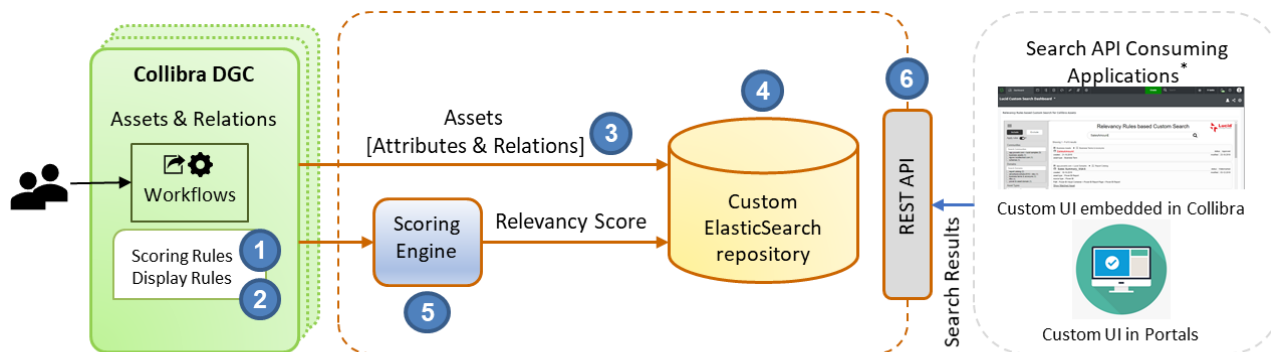 Collibra DGC
Assets & Relations
Workflows
Scoring Rules 1
Display Rules
2
Assets
[Attributes & Relations]
3
Scoring
Engine
5
Relevancy Score
4
Custom
ElasticSearch
repository
6
REST API
Search Results
Search API Consuming
Applications*
Relevancy Rules based Custom Search
Custom UI embedded in Collibra
Custom UI in Portals